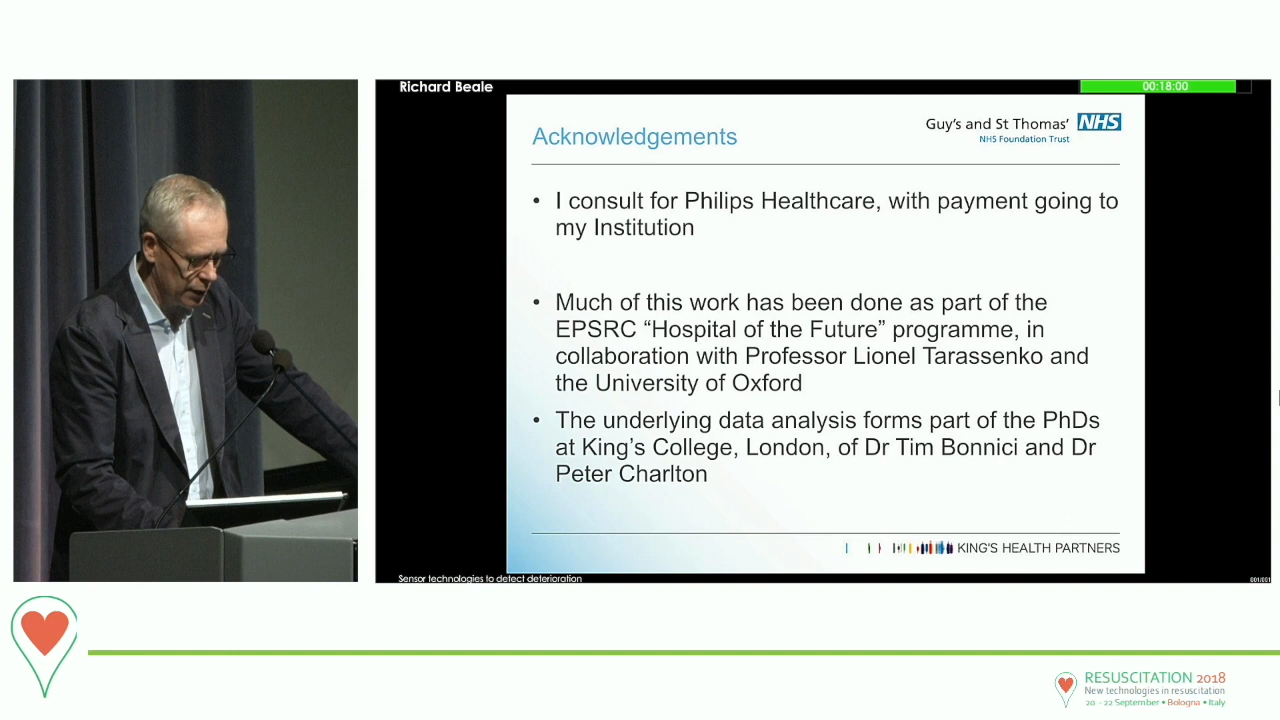 Richard Beale
00:18:00
Guy's and St Thomas' NHS
NHS Foundation Trust
Acknowledgements
• I consult for Philips Healthcare, with payment going to
my Institution
• Much of this work has been done as part of the
EPSRC “Hospital of the Future” programme, in
collaboration with Professor Lionel Tarassenko and
the University of Oxford
• The underlying data analysis forms part of the PhDs
at King’s College, London, of Dr Tim Bonnici and Dr
Peter Charlton
KING'S HEALTH PARTNERS
Sensor technologies to detect deterioration
001/001
RESUSCITATION 2018
New technologies in resuscitation
20 - 22 September • Bologna • Italy